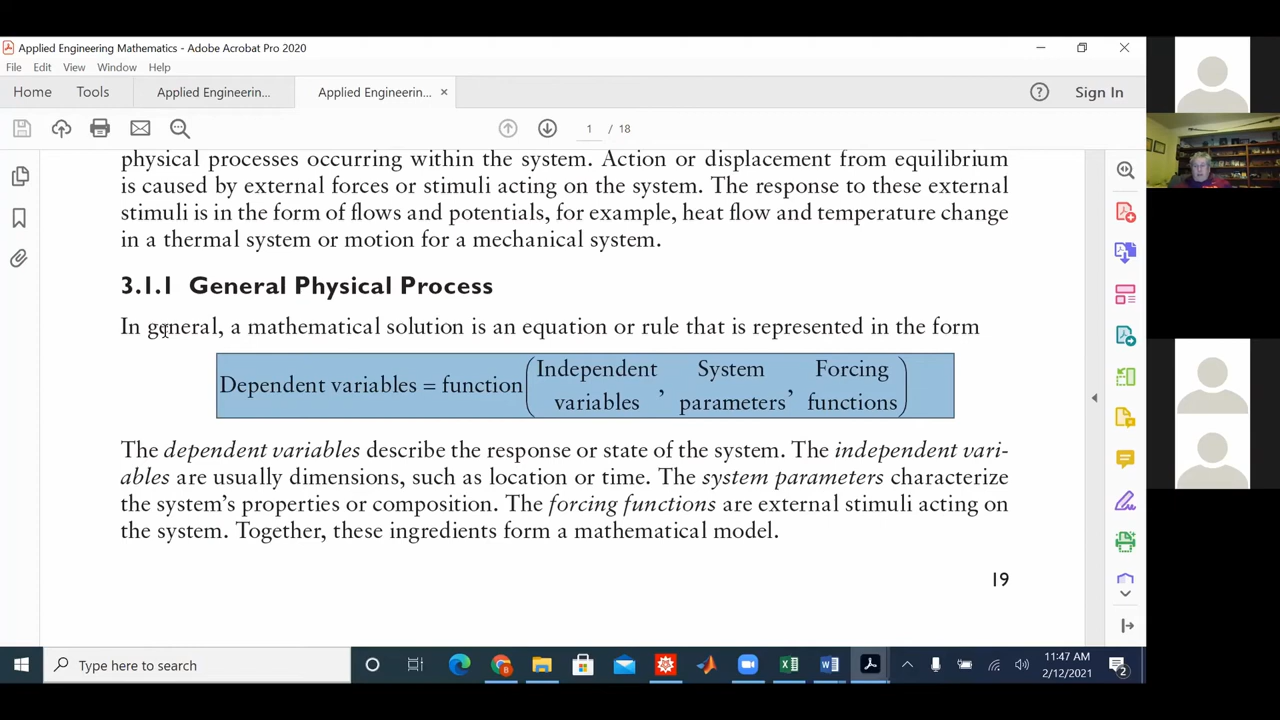 Applied Engineering Mathematics - Adobe Acrobat Pro 2020
File Edit View Window Help
Home Tools Applied Engineerin... Applied Engineerin... × ? Sign In
1 / 18
physical processes occurring within the system. Action or displacement from equilibrium
is caused by external forces or stimuli acting on the system. The response to these external
stimuli is in the form of flows and potentials, for example, heat flow and temperature change
in a thermal system or motion for a mechanical system.
3.1.1 General Physical Process
In general, a mathematical solution is an equation or rule that is represented in the form
Dependent variables = function ( Independent variables , System parameters , Forcing functions )
The dependent variables describe the response or state of the system. The independent vari-
ables are usually dimensions, such as location or time. The system parameters characterize
the system's properties or composition. The forcing functions are external stimuli acting on
the system. Together, these ingredients form a mathematical model.
19
Type here to search
11:47 AM
2/12/2021
2